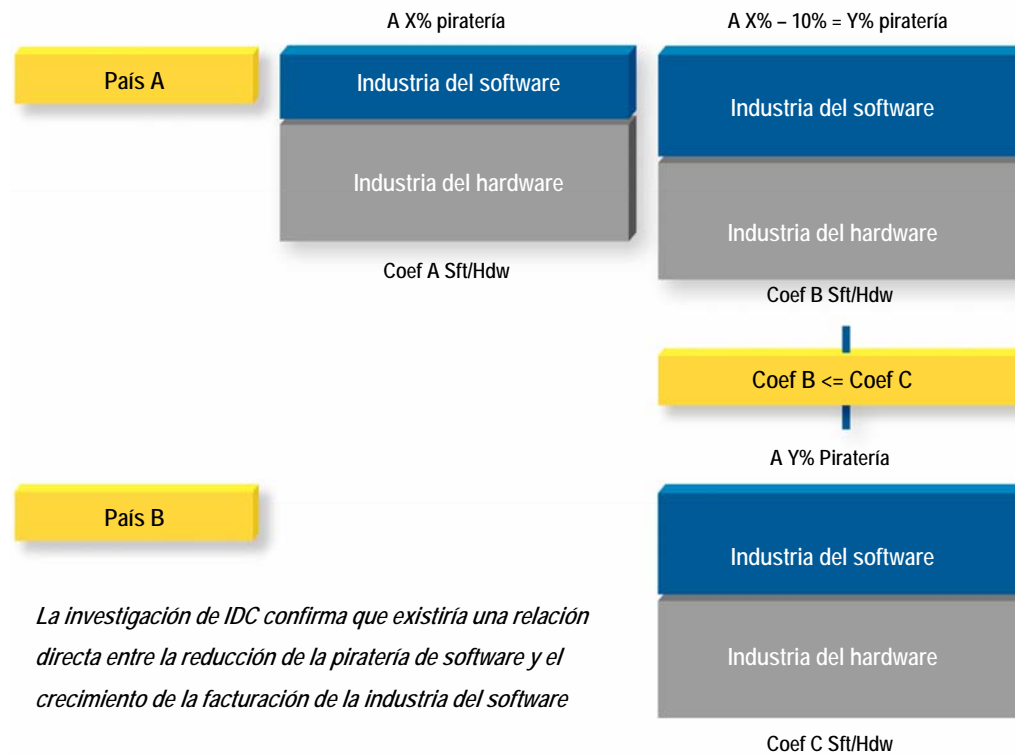 A X% piratería
A X% – 10% = Y% piratería
País A
Industria del software
Industria del software
Industria del hardware
Industria del hardware
Coef A Sft/Hdw
Coef B Sft/Hdw
Coef B <= Coef C
A Y% Piratería
País B
Industria del software
La investigación de IDC confirma que existiría una relación
directa entre la reducción de la piratería de software y el
crecimiento de la facturación de la industria del software
Industria del hardware
Coef C Sft/Hdw